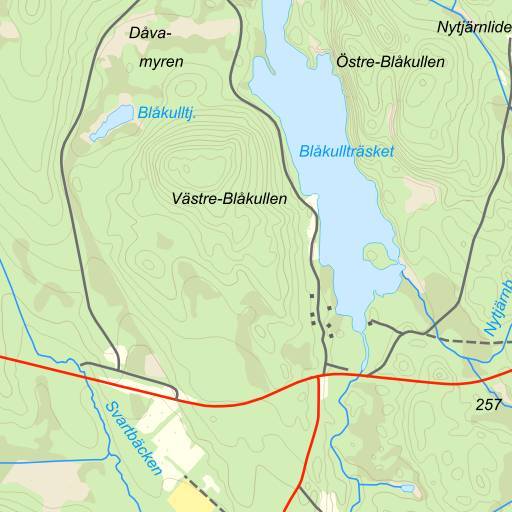 Nytjärnlide
Dåva-
myren
Östre-Blåkullen
Blåkulltj.
Blåkullträsket
Västre-Blåkullen
Nytjärnb
257
Svartbäcken